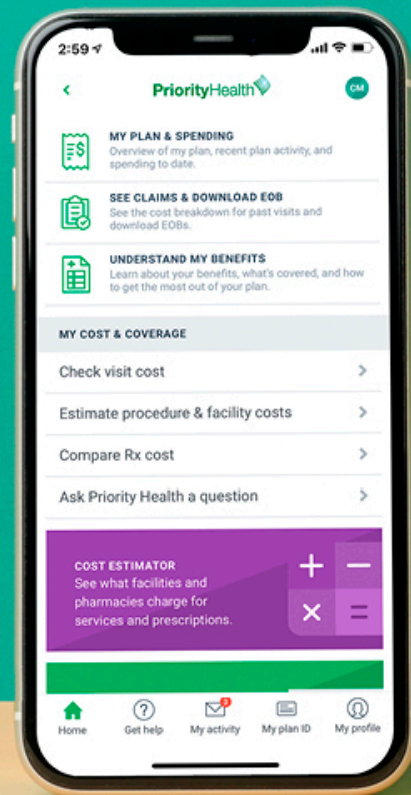 2:59
PriorityHealth
CM
MY PLAN & SPENDING
Overview of my plan, recent plan activity, and
spending to date.
SEE CLAIMS & DOWNLOAD EOB
See the cost breakdown for past visits and
download EOBs.
UNDERSTAND MY BENEFITS
Learn about your benefits, what's covered, and how
to get the most out of your plan.
MY COST & COVERAGE
Check visit cost
Estimate procedure & facility costs
Compare Rx cost
Ask Priority Health a question
COST ESTIMATOR
See what facilities and
pharmacies charge for
services and prescriptions.
+ −
× =
3
Home Get help My activity My plan ID My profile